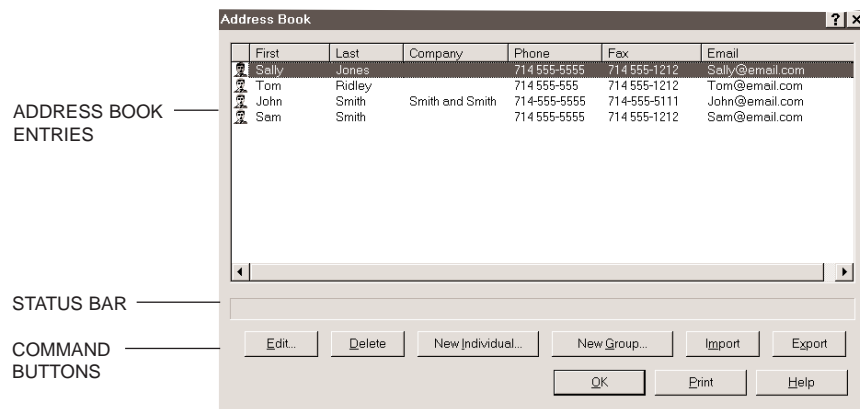 Address Book
First Last Company Phone Fax Email
Sally Jones 714 555-5555 714 555-1212 Sally@email.com
Tom Ridley 714 555-555 714 555-1212 Tom@email.com
John Smith Smith and Smith 714-555-5555 714-555-5111 John@email.com
Sam Smith 714 555-5555 714 555-1212 Sam@email.com
ADDRESS BOOK
ENTRIES
STATUS BAR
COMMAND
BUTTONS
Edit... Delete New Individual... New Group... Import Export
OK Print Help